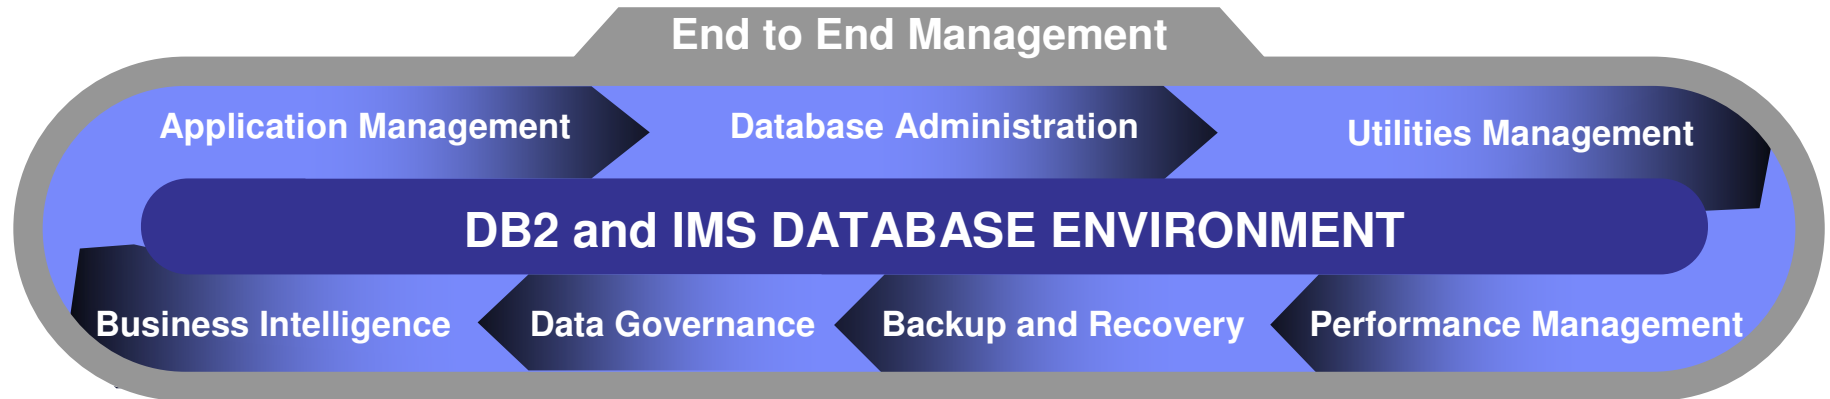 End to End Management
Application Management
Database Administration
Utilities Management
DB2 and IMS DATABASE ENVIRONMENT
Business Intelligence
Data Governance
Backup and Recovery
Performance Management